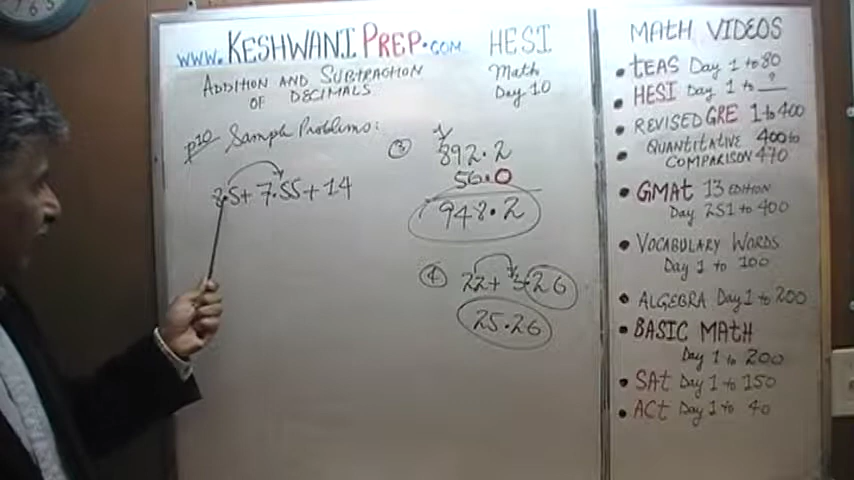 www.KESHWANIPREP.COM
HESI
ADDITION AND SUBTRACTION
OF DECIMALS
Math
Day 10
P10 Sample Problems:
3.5+ 7.55+14
③
892.2
56.0
948.2
④ 22+ 3.26
25.26
MATH VIDEOS
• TEAS Day 1 to 80
• HESI Day 1 to ?
• REVISED GRE 1 to 400
• QUANTITATIVE 400 to
COMPARISON 470
• GMAT 13 EDITION
Day 251 to 400
• VOCABULARY WORDS
Day 1 to 100
• ALGEBRA Day 1 to 200
• BASIC MATH
Day 1 to 200
• SAT Day 1 to 150
• ACT Day 1 to 40